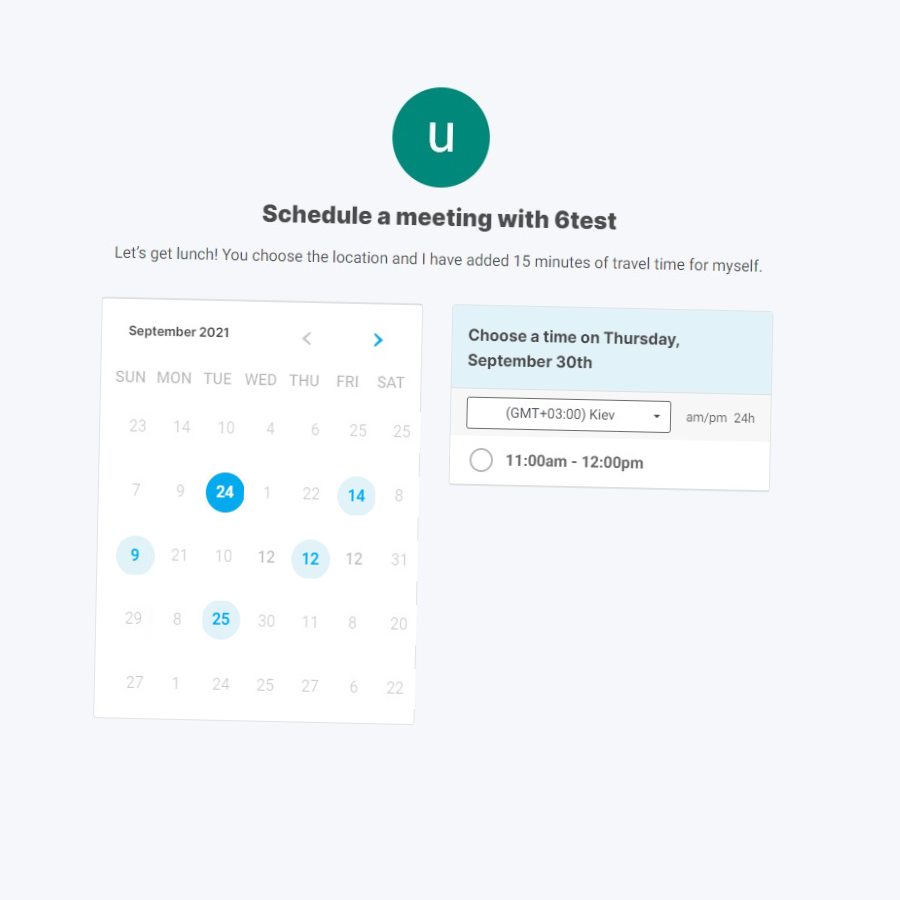 u
Schedule a meeting with 6test
Let's get lunch! You choose the location and I have added 15 minutes of travel time for myself.
September 2021
SUN MON TUE WED THU FRI SAT
23 14 10 4 6 25 25
7 9 24 1 22 14 8
9 21 10 12 12 12 31
29 8 25 30 11 8 20
27 1 24 25 27 6 22
Choose a time on Thursday,
September 30th
(GMT+03:00) Kiev am/pm 24h
11:00am - 12:00pm